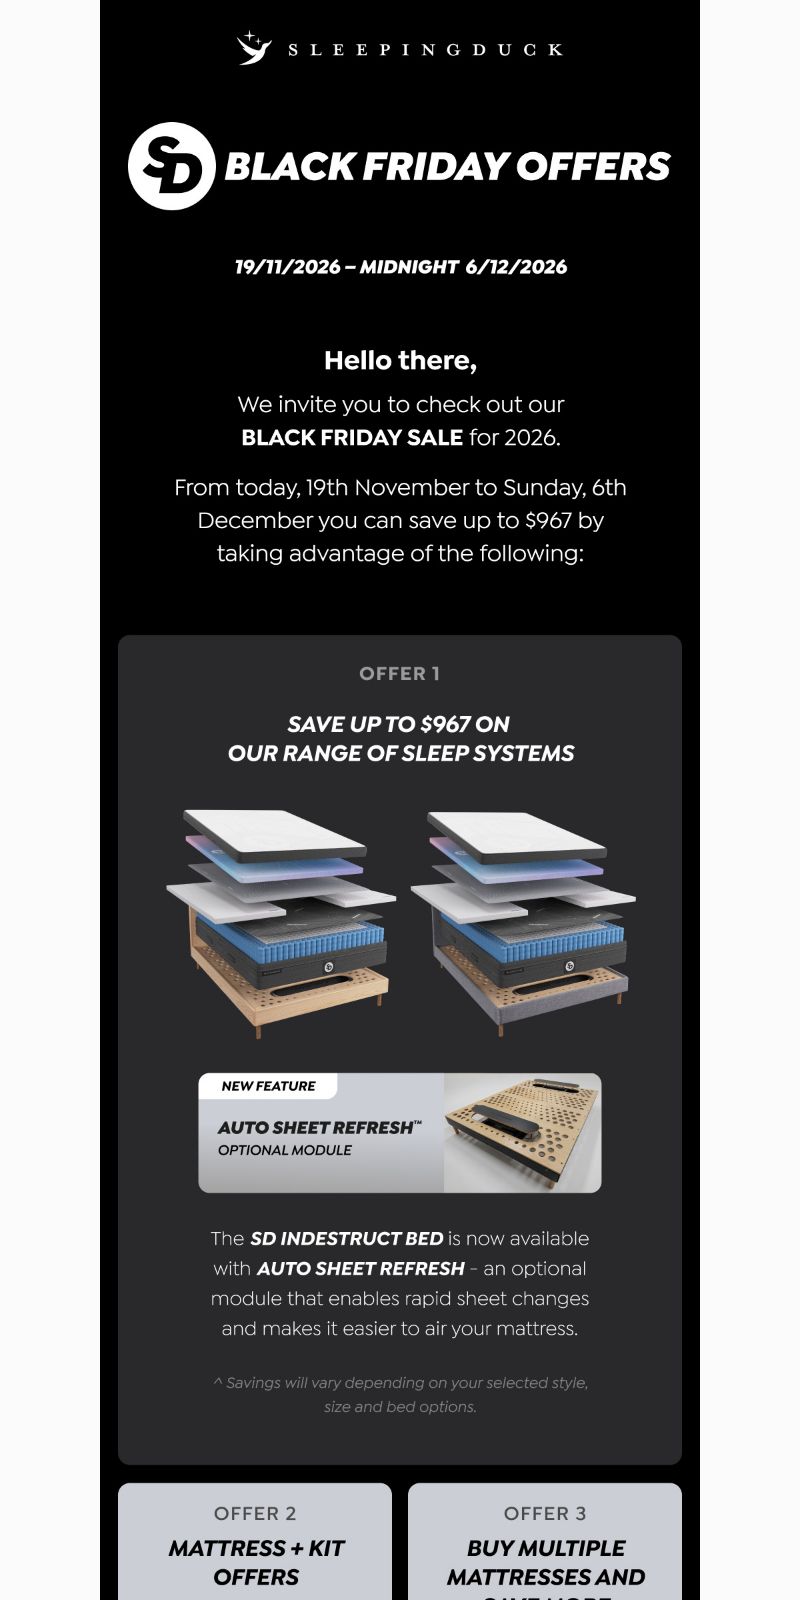 SLEEPINGDUCK
SD BLACK FRIDAY OFFERS
19/11/2026 – MIDNIGHT 6/12/2026
Hello there,
We invite you to check out our
BLACK FRIDAY SALE for 2026.
From today, 19th November to Sunday, 6th
December you can save up to $967 by
taking advantage of the following:
OFFER 1
SAVE UP TO $967 ON
OUR RANGE OF SLEEP SYSTEMS
SD
SD
NEW FEATURE
AUTO SHEET REFRESH™
OPTIONAL MODULE
The SD INDESTRUCT BED is now available
with AUTO SHEET REFRESH - an optional
module that enables rapid sheet changes
and makes it easier to air your mattress.
^ Savings will vary depending on your selected style,
size and bed options.
OFFER 2
MATTRESS + KIT
OFFERS
OFFER 3
BUY MULTIPLE
MATTRESSES AND
SAVE MORE